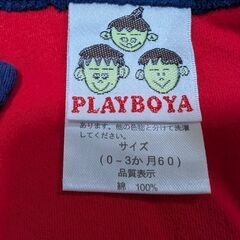 PLAYBOYA
あります。他の色物と分けて洗濯
してください。
サイズ
(0~3か月60)
品質表示
綿 100%